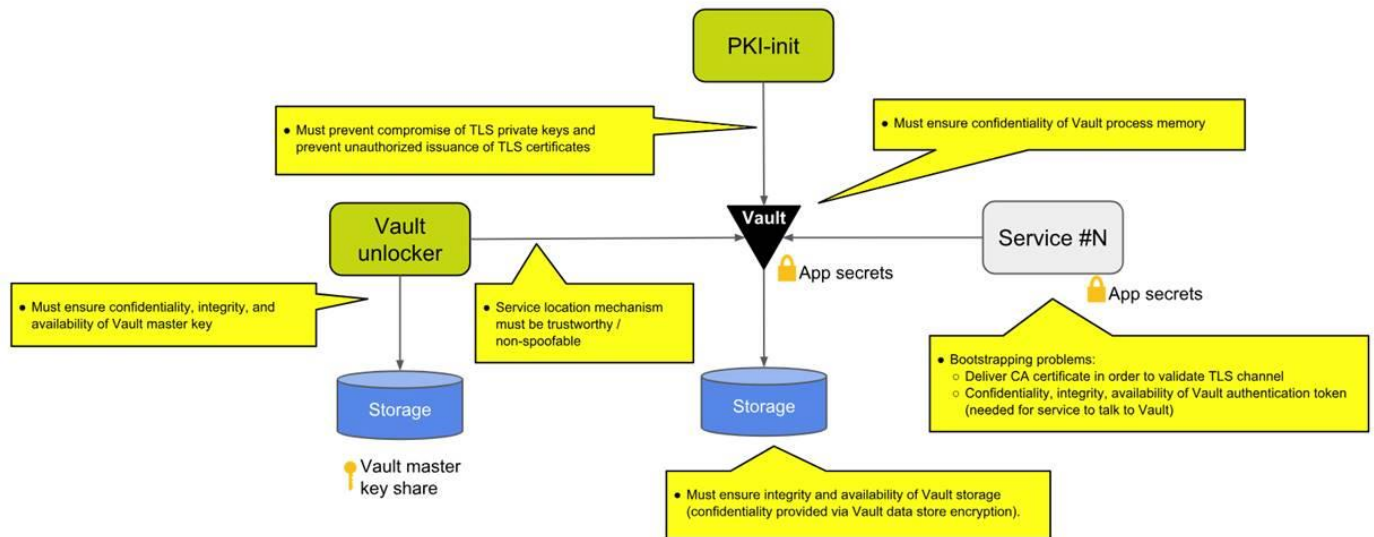 PKI-init
● Must prevent compromise of TLS private keys and
prevent unauthorized issuance of TLS certificates
● Must ensure confidentiality of Vault process memory
Vault
unlocker
Vault
Service #N
App secrets
App secrets
● Must ensure confidentiality, integrity, and
availability of Vault master key
● Service location mechanism
must be trustworthy /
non-spoofable
● Bootstrapping problems:
○ Deliver CA certificate in order to validate TLS channel
○ Confidentiality, integrity, availability of Vault authentication token
(needed for service to talk to Vault)
Storage
Storage
Vault master
key share
● Must ensure integrity and availability of Vault storage
(confidentiality provided via Vault data store encryption).